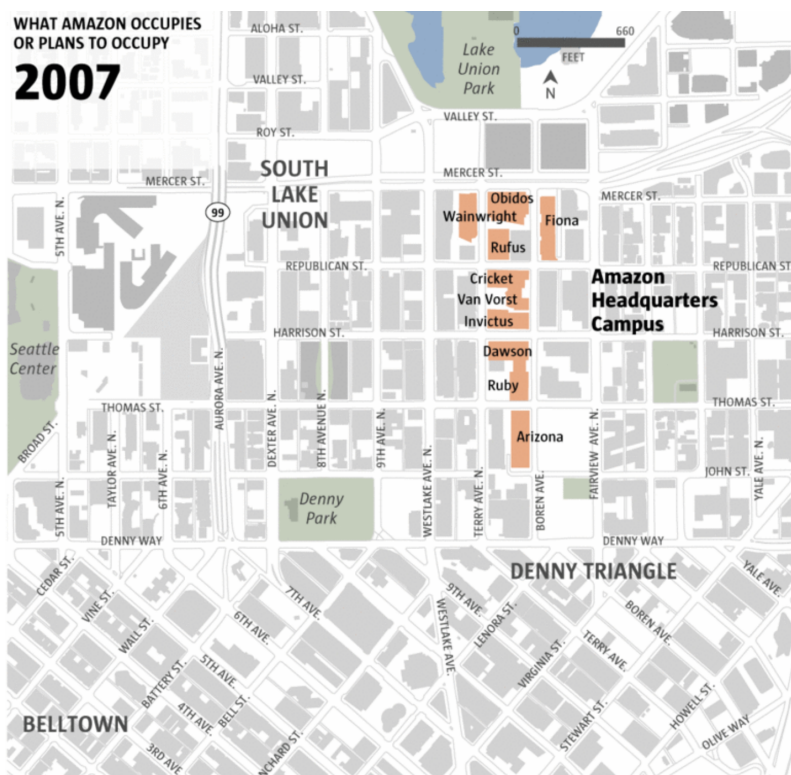 WHAT AMAZON OCCUPIES
OR PLANS TO OCCUPY
2007
ALOHA ST.
0 660
FEET
N
Lake
Union
Park
VALLEY ST.
VALLEY ST.
ROY ST.
MERCER ST.
MERCER ST.
MERCER ST.
SOUTH
LAKE
UNION
99
5TH AVE. N.
Obidos
Wainwright
Fiona
Rufus
REPUBLICAN ST.
REPUBLICAN ST.
Cricket
Van Vorst
Invictus
Amazon
Headquarters
Campus
HARRISON ST.
HARRISON ST.
Seattle
Center
Dawson
Ruby
AURORA AVE. N.
THOMAS ST.
THOMAS ST.
BROAD ST.
DEXTER AVE. N.
8TH AVENUE N.
9TH AVE. N.
Arizona
FAIRVIEW AVE. N.
5TH AVE. N.
TAYLOR AVE. N.
6TH AVE. N.
WESTLAKE AVE. N.
TERRY AVE. N.
BOREN AVE.
JOHN ST.
YALE AVE. N.
Denny
Park
DENNY WAY
DENNY WAY
DENNY TRIANGLE
CEDAR ST.
VINE ST.
WALL ST.
BATTERY ST.
7TH AVE.
6TH AVE.
5TH AVE.
4TH AVE.
3RD AVE.
BELL ST.
NCHARD ST.
WESTLAKE AVE.
9TH AVE.
LENORA ST.
VIRGINIA ST.
STEWART ST.
TERRY AVE.
BOREN AVE.
YALE AVE.
HOWELL ST.
OLIVE WAY
BELLTOWN